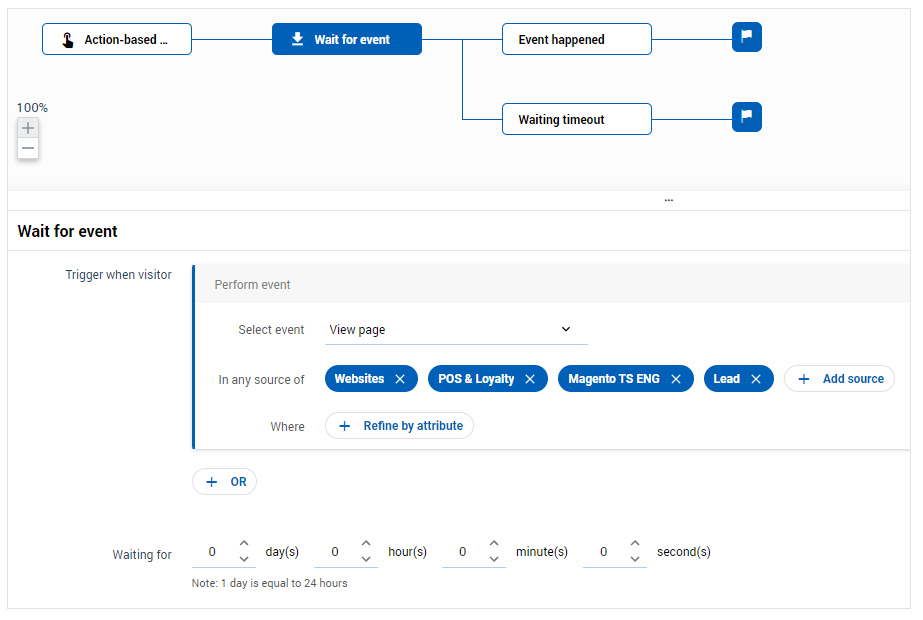 Action-based ...
Wait for event
Event happened
100%
Waiting timeout
...
Wait for event
Trigger when visitor
Perform event
Select event
View page
In any source of
Websites
POS & Loyalty
Magento TS ENG
Lead
Add source
Where
Refine by attribute
OR
Waiting for
0 day(s) 0 hour(s) 0 minute(s) 0 second(s)
Note: 1 day is equal to 24 hours